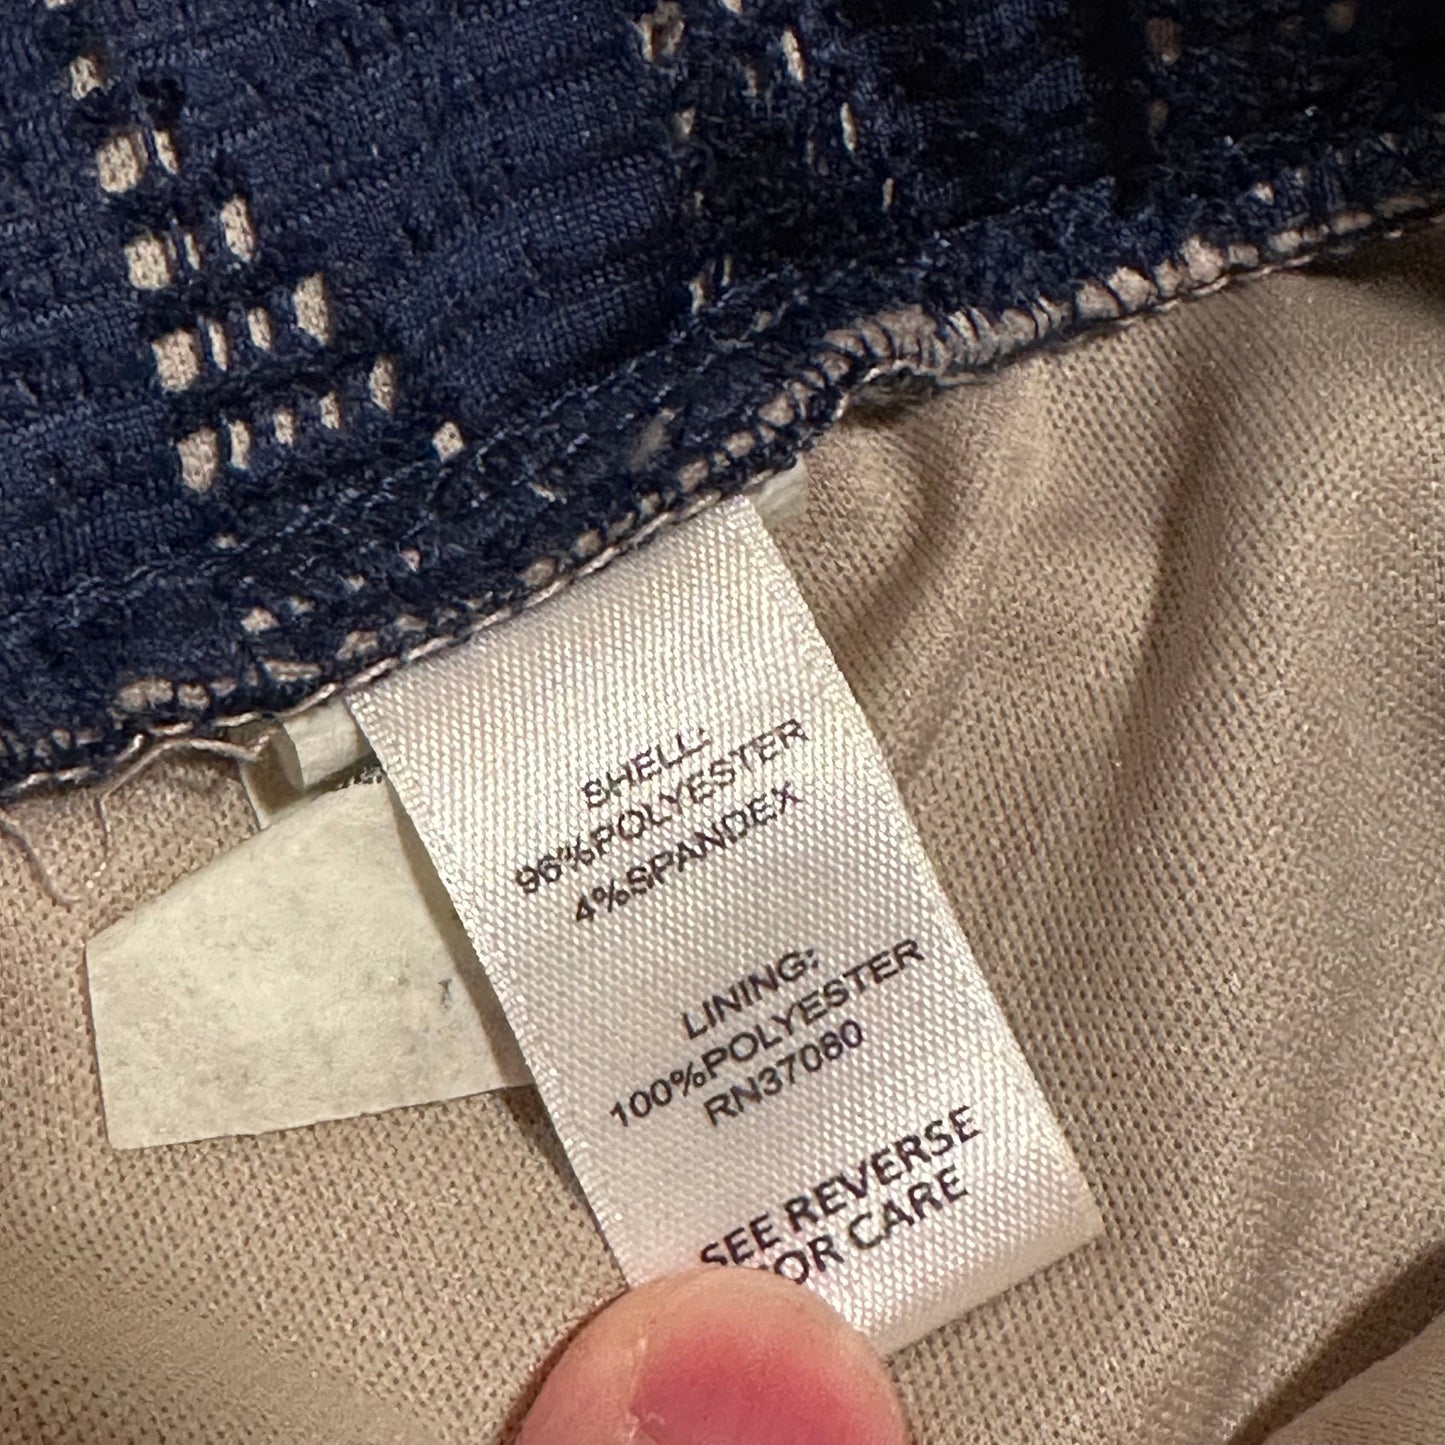 SHELL:
96%POLYESTER
4%SPANDEX
LINING:
100%POLYESTER
RN37080
SEE REVERSE
FOR CARE